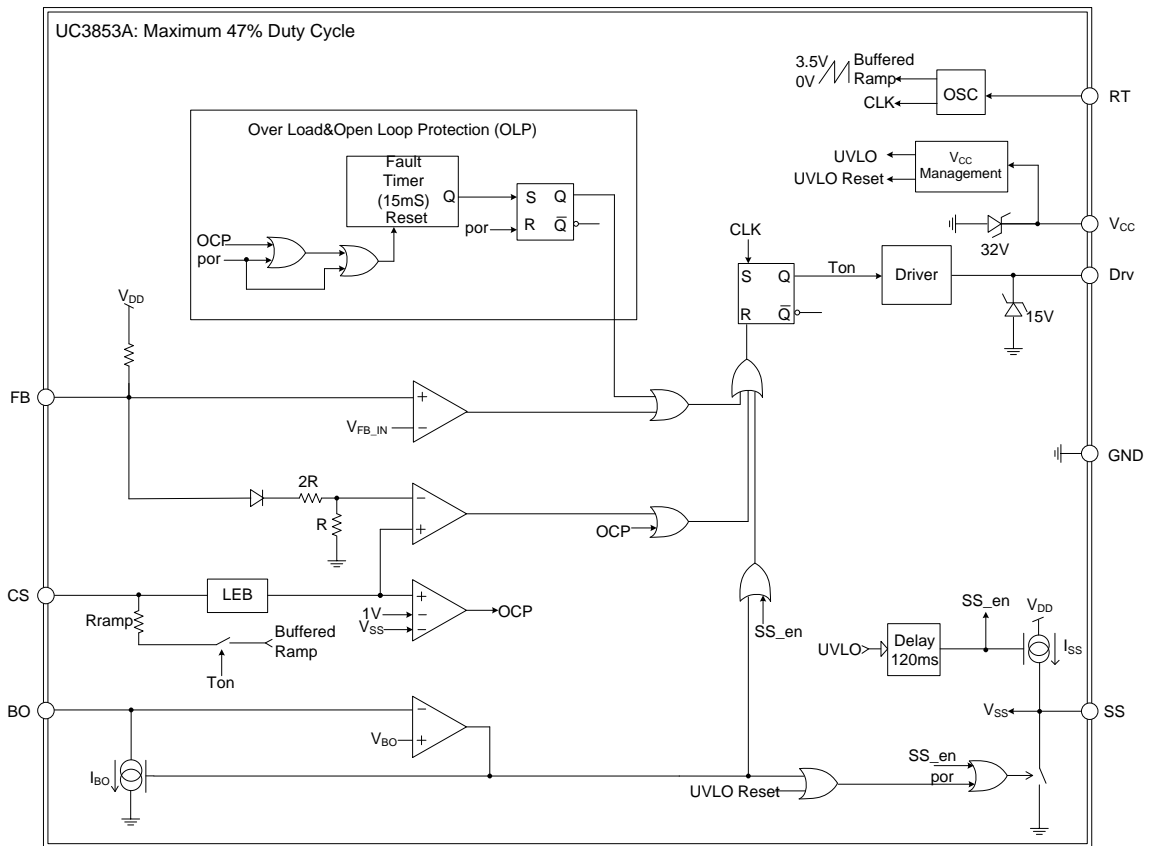 UC3853A: Maximum 47% Duty Cycle
3.5V
0V
Buffered
Ramp
CLK
OSC
RT
Over Load&Open Loop Protection (OLP)
Fault
Timer
(15mS)
Reset
Q
S
Q
R
Q̅
por
OCP
por
UVLO
UVLO Reset
VCC
Management
VCC
32V
CLK
S
Q
R
Q̅
Ton
Driver
Drv
15V
VDD
FB
+
VFB_IN
−
GND
2R
R
−
+
OCP
CS
LEB
Rramp
Buffered
Ramp
Ton
+
1V
−
VSS
−
OCP
SS_en
SS_en
VDD
UVLO
Delay
120ms
ISS
BO
−
VBO
+
VSS
SS
IBO
UVLO Reset
SS_en
por